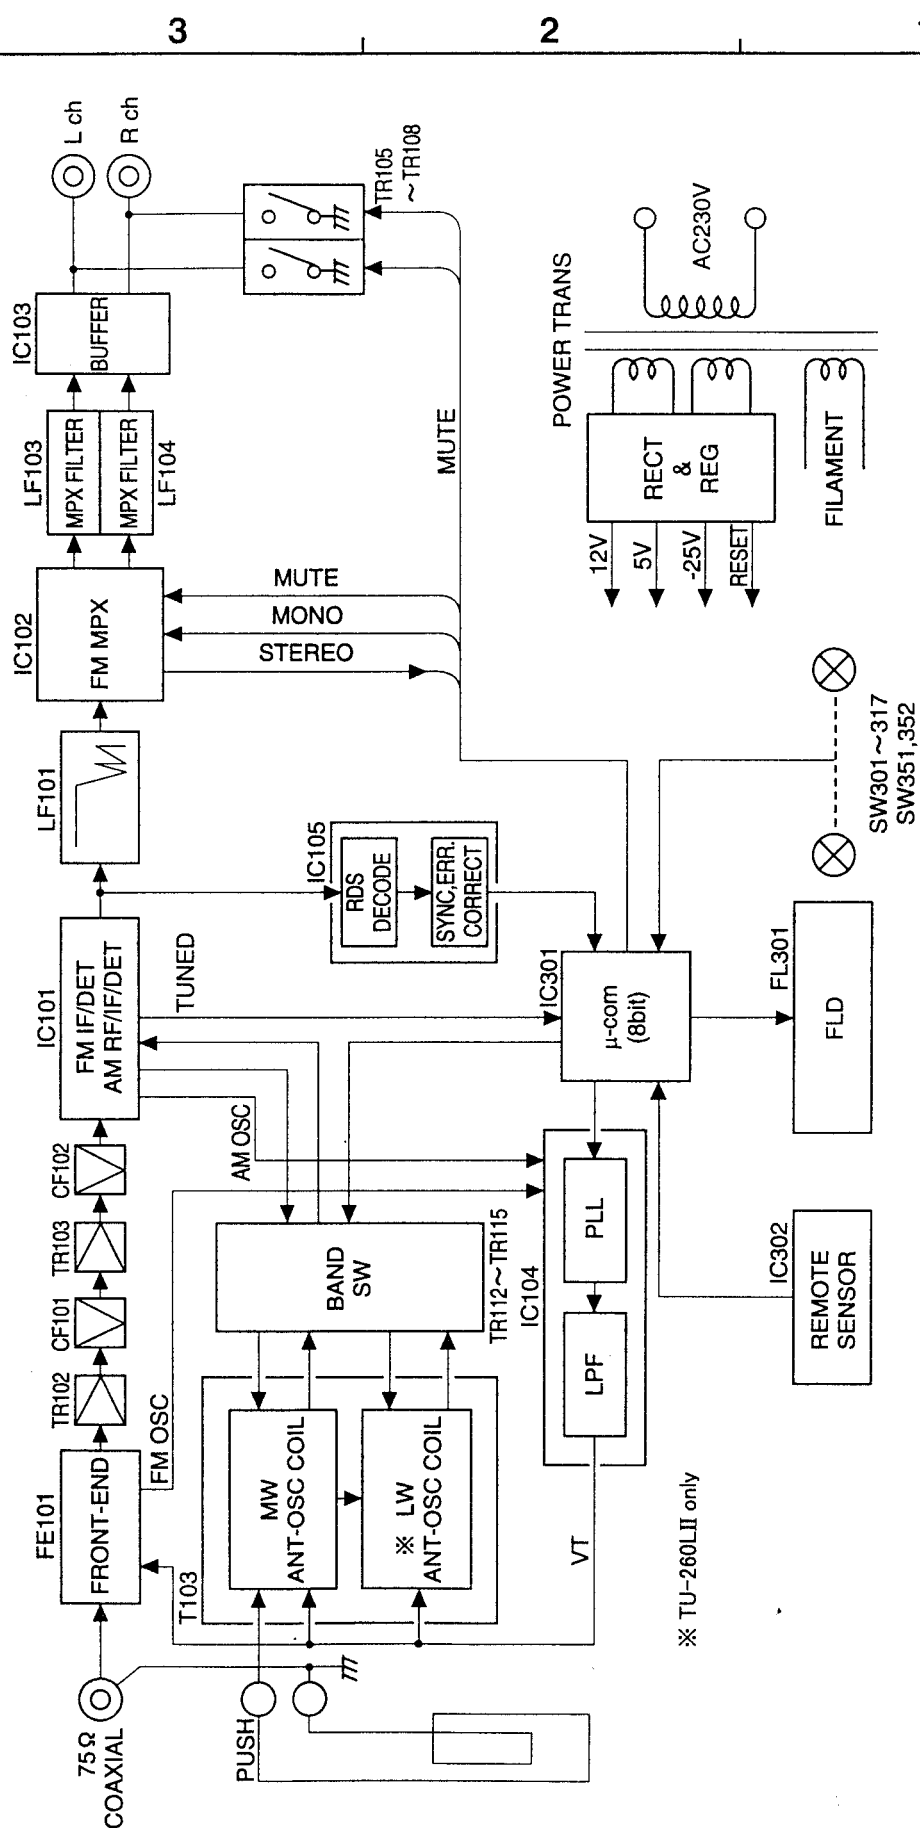 3
2
75Ω
COAXIAL
FE101
FRONT-END
TR102
CF101
TR103
CF102
IC101
FM IF/DET
AM RF/IF/DET
LF101
IC102
FM MPX
LF103
MPX FILTER
MPX FILTER
LF104
IC103
BUFFER
L ch
R ch
TR105
~TR108
FM OSC
AM OSC
TUNED
STEREO
MONO
MUTE
MUTE
T103
PUSH
MW
ANT-OSC COIL
※ LW
ANT-OSC COIL
BAND
SW
TR112~TR115
IC105
RDS
DECODE
SYNC,ERR.
CORRECT
IC104
PLL
LPF
VT
IC301
μ-com
(8bit)
IC302
REMOTE
SENSOR
FL301
FLD
SW301~317
SW351,352
POWER TRANS
AC230V
RECT
&
REG
12V
5V
-25V
RESET
FILAMENT
※ TU-260LII only